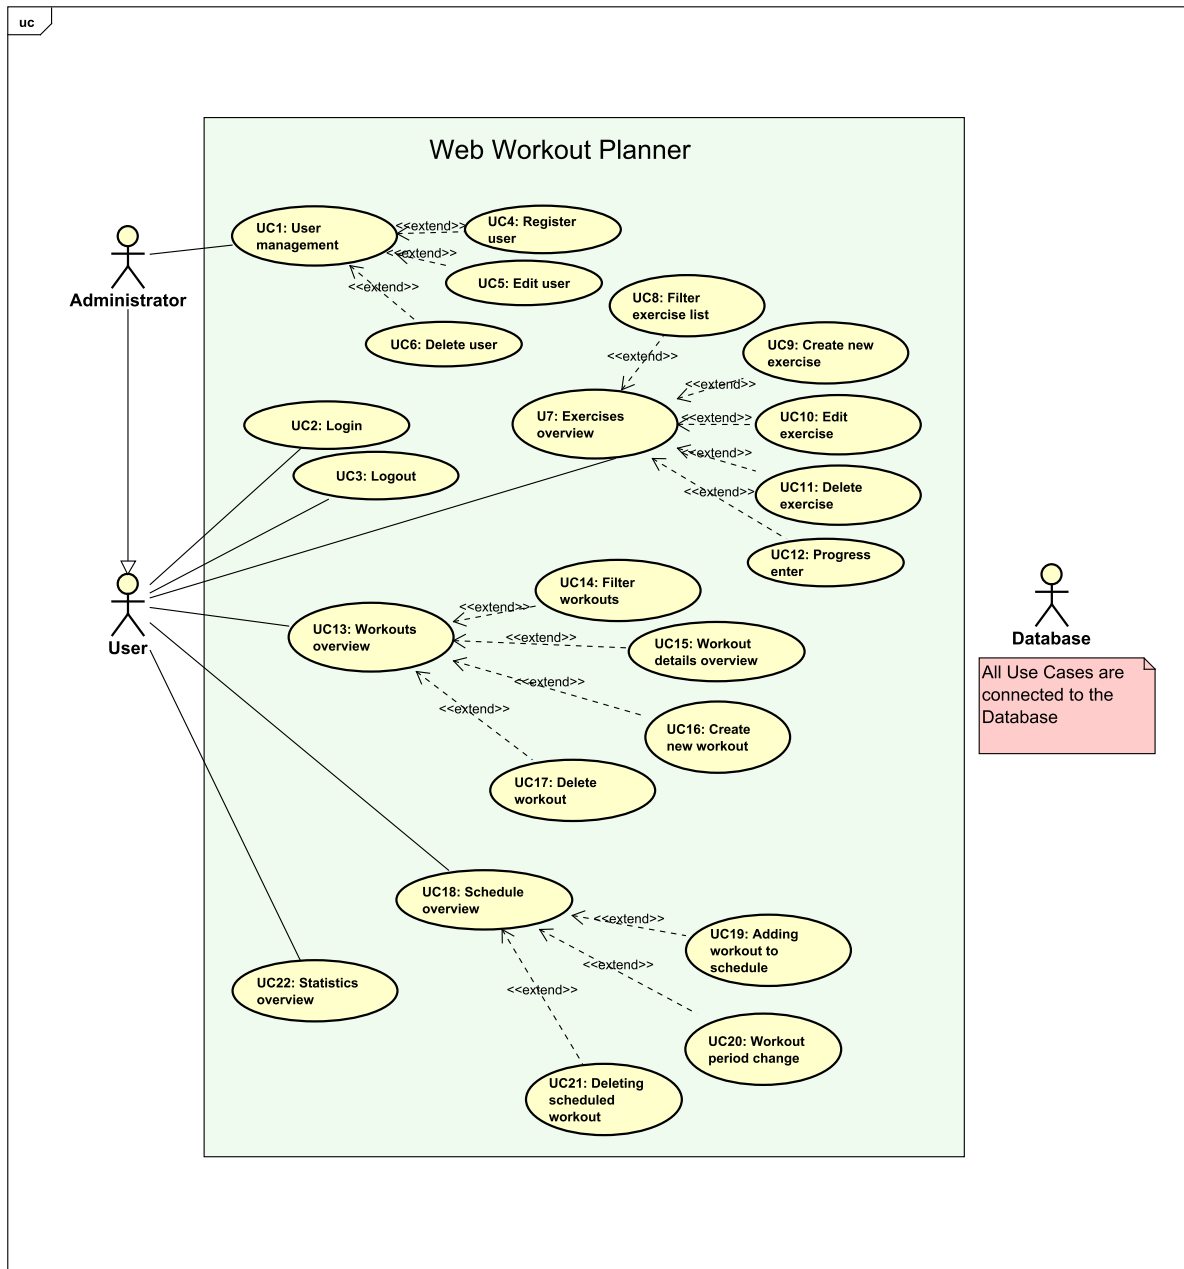 uc
Web Workout Planner
UC1: User
management
<<extend>>
UC4: Register
user
<<extend>>
UC5: Edit user
<<extend>>
UC6: Delete user
Administrator
UC8: Filter
exercise list
<<extend>>
UC9: Create new
exercise
<<extend>>
U7: Exercises
overview
<<extend>>
UC10: Edit
exercise
<<extend>>
UC11: Delete
exercise
<<extend>>
UC12: Progress
enter
UC2: Login
UC3: Logout
User
UC13: Workouts
overview
<<extend>>
UC14: Filter
workouts
<<extend>>
UC15: Workout
details overview
<<extend>>
UC16: Create
new workout
<<extend>>
UC17: Delete
workout
Database
All Use Cases are
connected to the
Database
UC18: Schedule
overview
<<extend>>
UC19: Adding
workout to
schedule
<<extend>>
UC20: Workout
period change
<<extend>>
UC21: Deleting
scheduled
workout
UC22: Statistics
overview